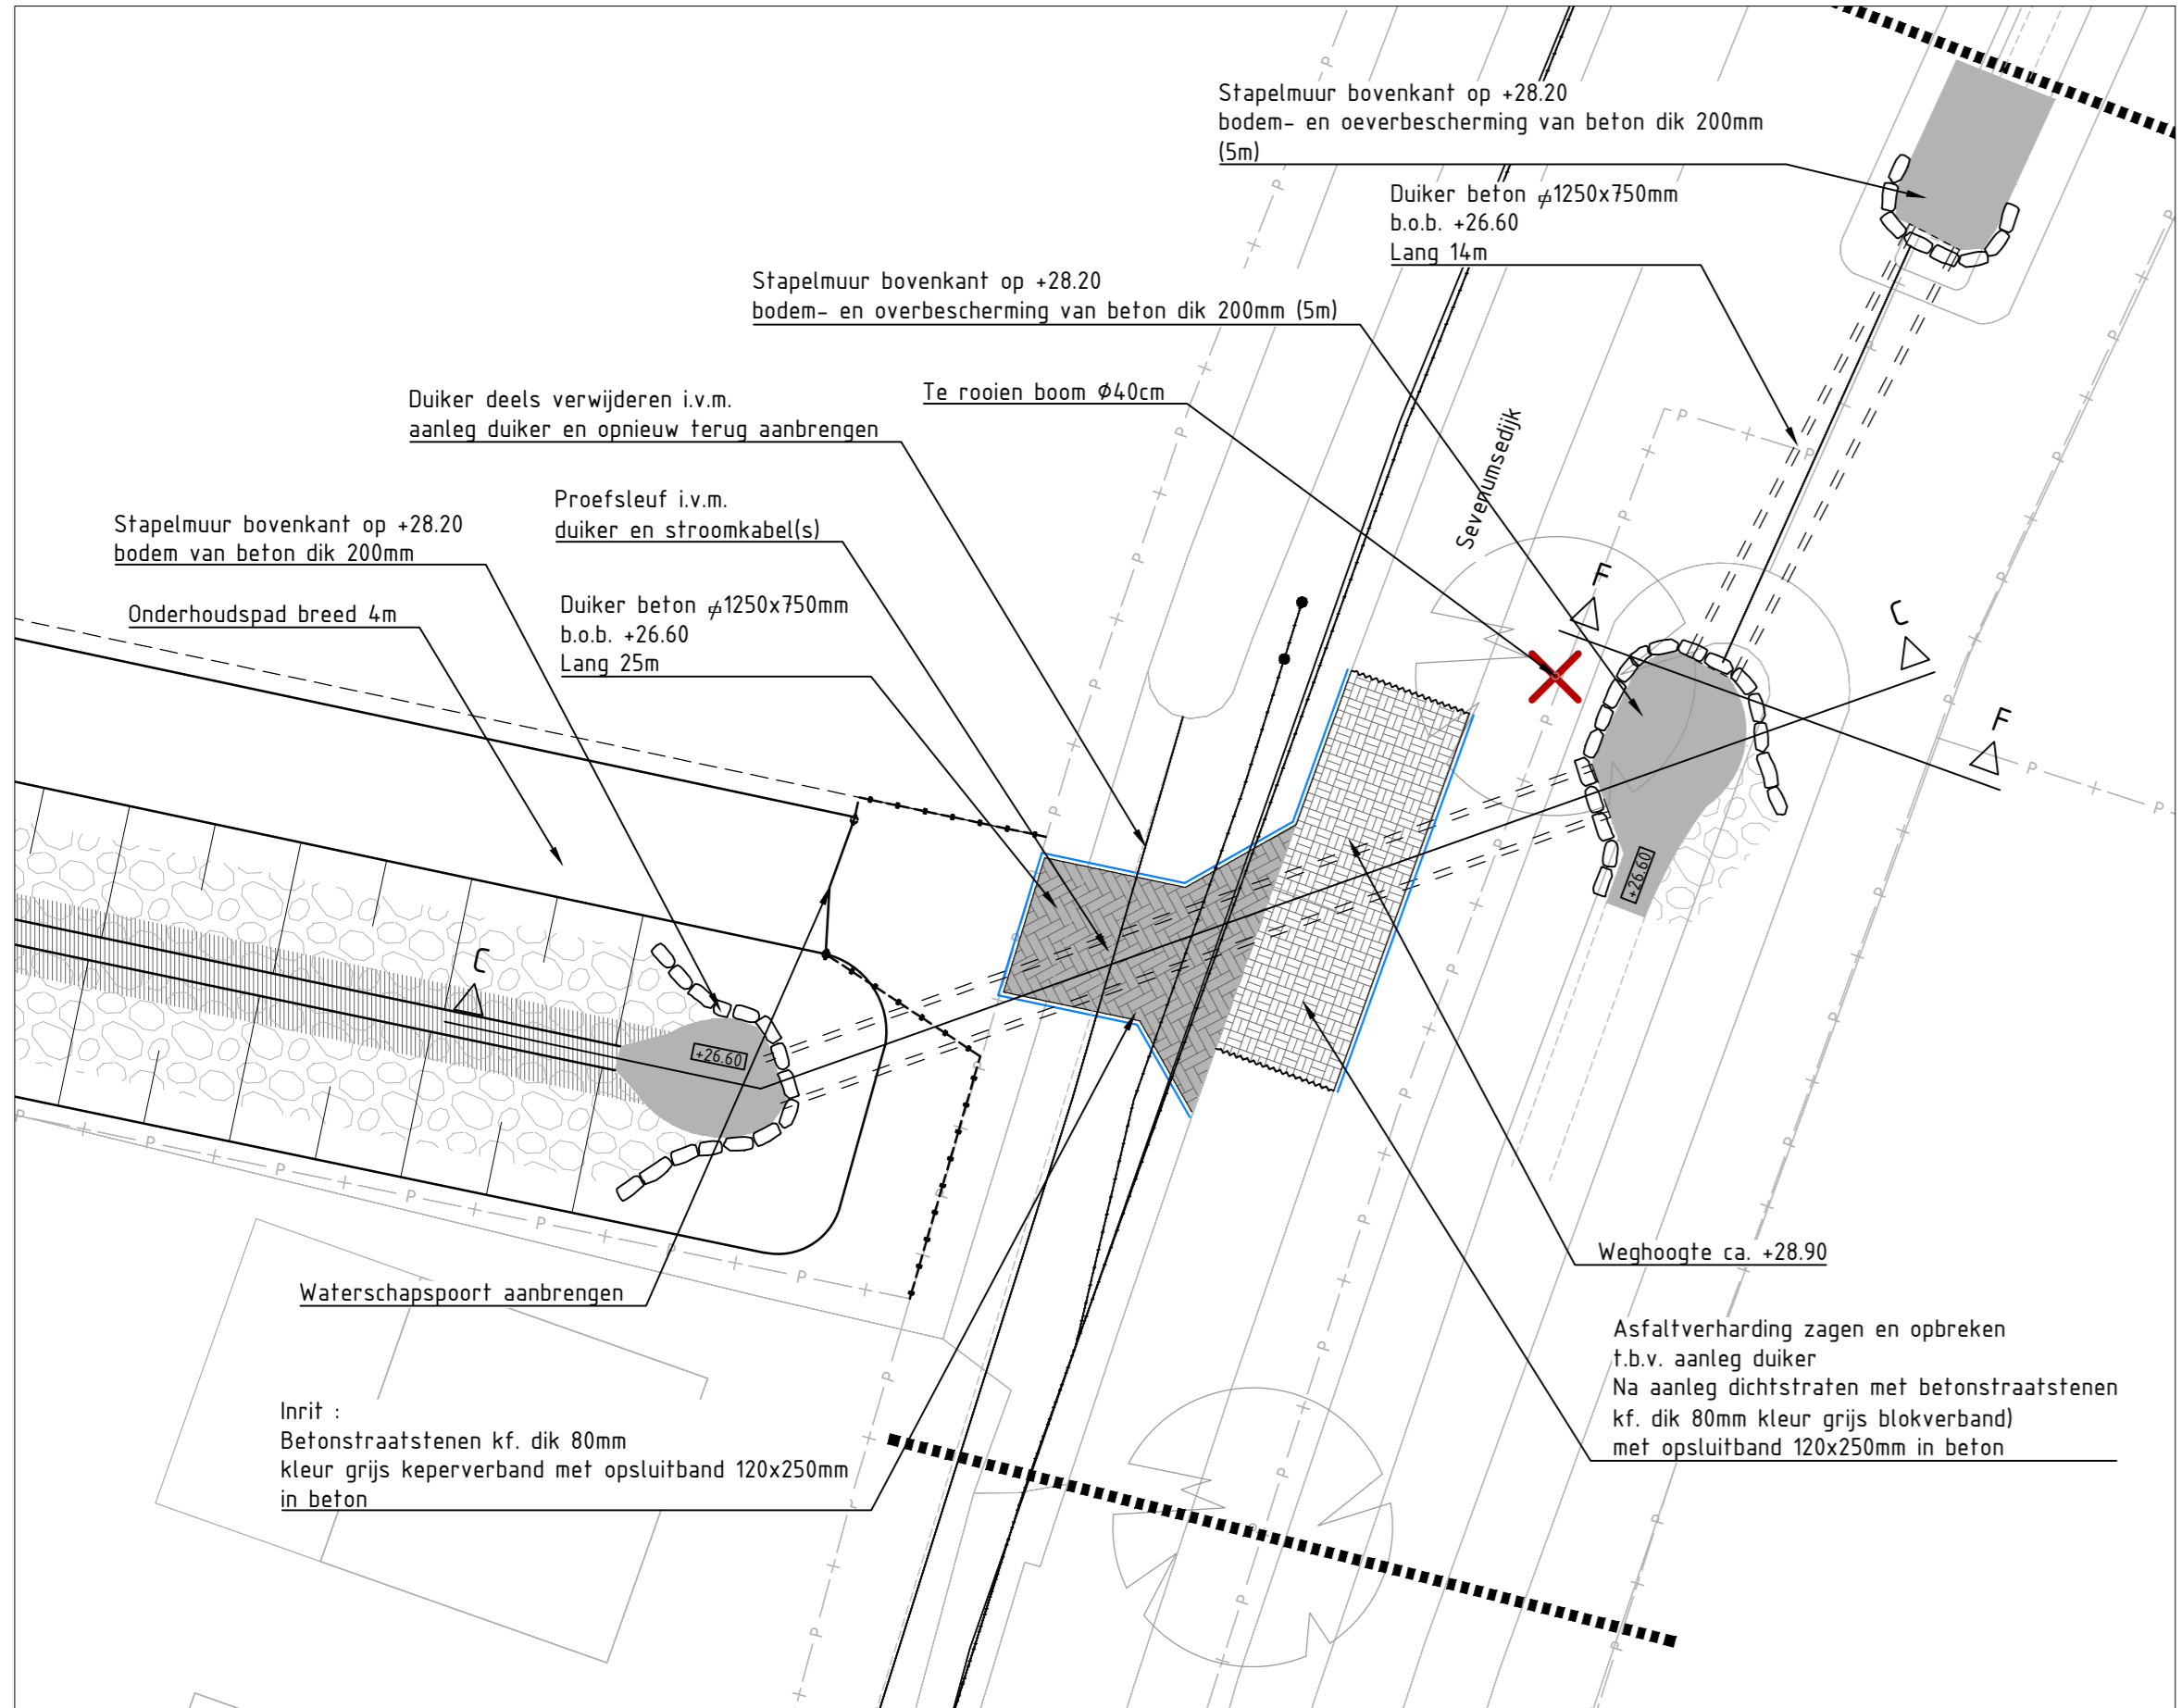 Stapelmuur bovenkant op +28.20
bodem- en oeverbescherming van beton dik 200mm
(5m)
Duiker beton ⌀1250x750mm
b.o.b. +26.60
Lang 14m
Stapelmuur bovenkant op +28.20
bodem- en overbescherming van beton dik 200mm (5m)
Te rooien boom Ø40cm
Duiker deels verwijderen i.v.m.
aanleg duiker en opnieuw terug aanbrengen
Sevenumsedijk
Proefsleuf i.v.m.
duiker en stroomkabel(s)
Stapelmuur bovenkant op +28.20
bodem van beton dik 200mm
Duiker beton ⌀1250x750mm
b.o.b. +26.60
Lang 25m
Onderhoudspad breed 4m
F
C
F
C
+26.60
+26.60
Weghoogte ca. +28.90
Waterschapspoort aanbrengen
Asfaltverharding zagen en opbreken
t.b.v. aanleg duiker
Na aanleg dichtstraten met betonstraatstenen
kf. dik 80mm kleur grijs blokverband)
met opsluitband 120x250mm in beton
Inrit :
Betonstraatstenen kf. dik 80mm
kleur grijs keperverband met opsluitband 120x250mm
in beton